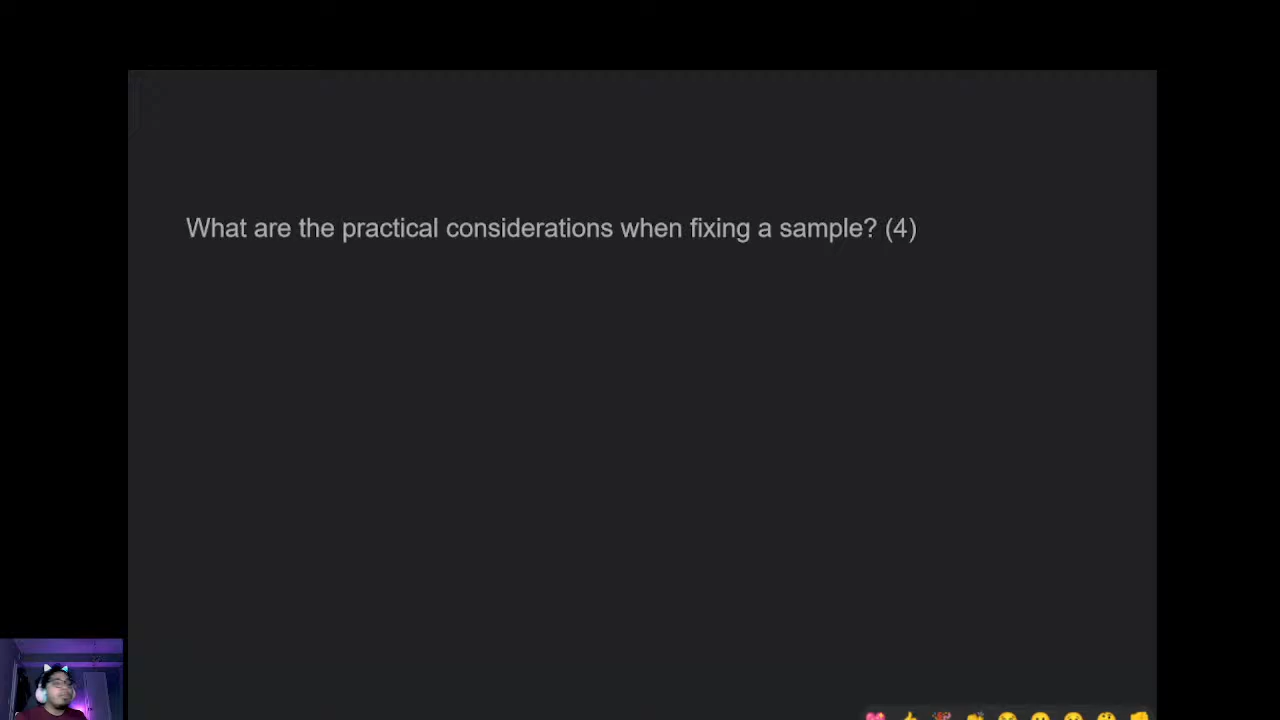 What are the practical considerations when fixing a sample? (4)